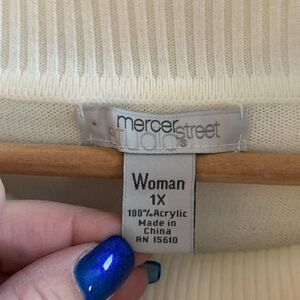 mercer street
STUDIO®
Woman
1X
100% Acrylic
Made in
China
RN 15610